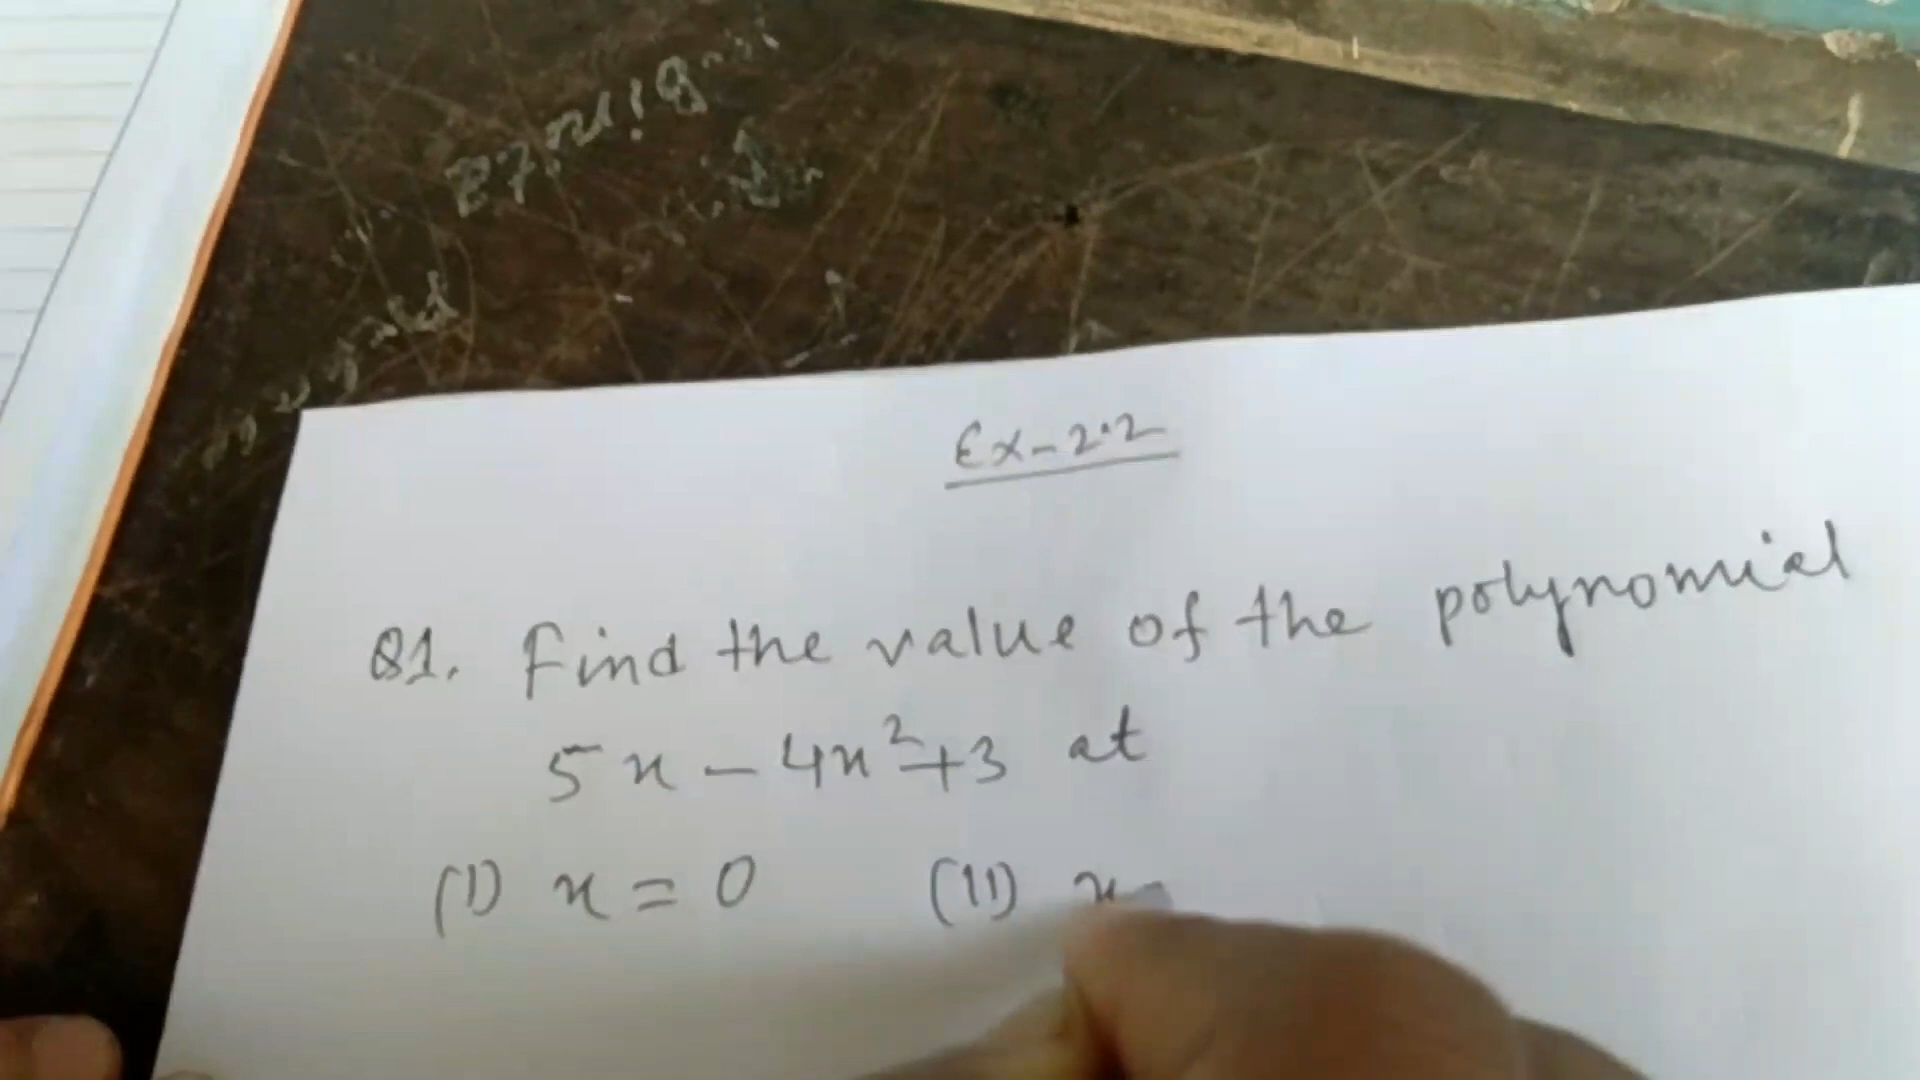 Ex-2.2
Q1. Find the value of the polynomial
5x - 4x²+3 at
(I) x = 0 (II) x